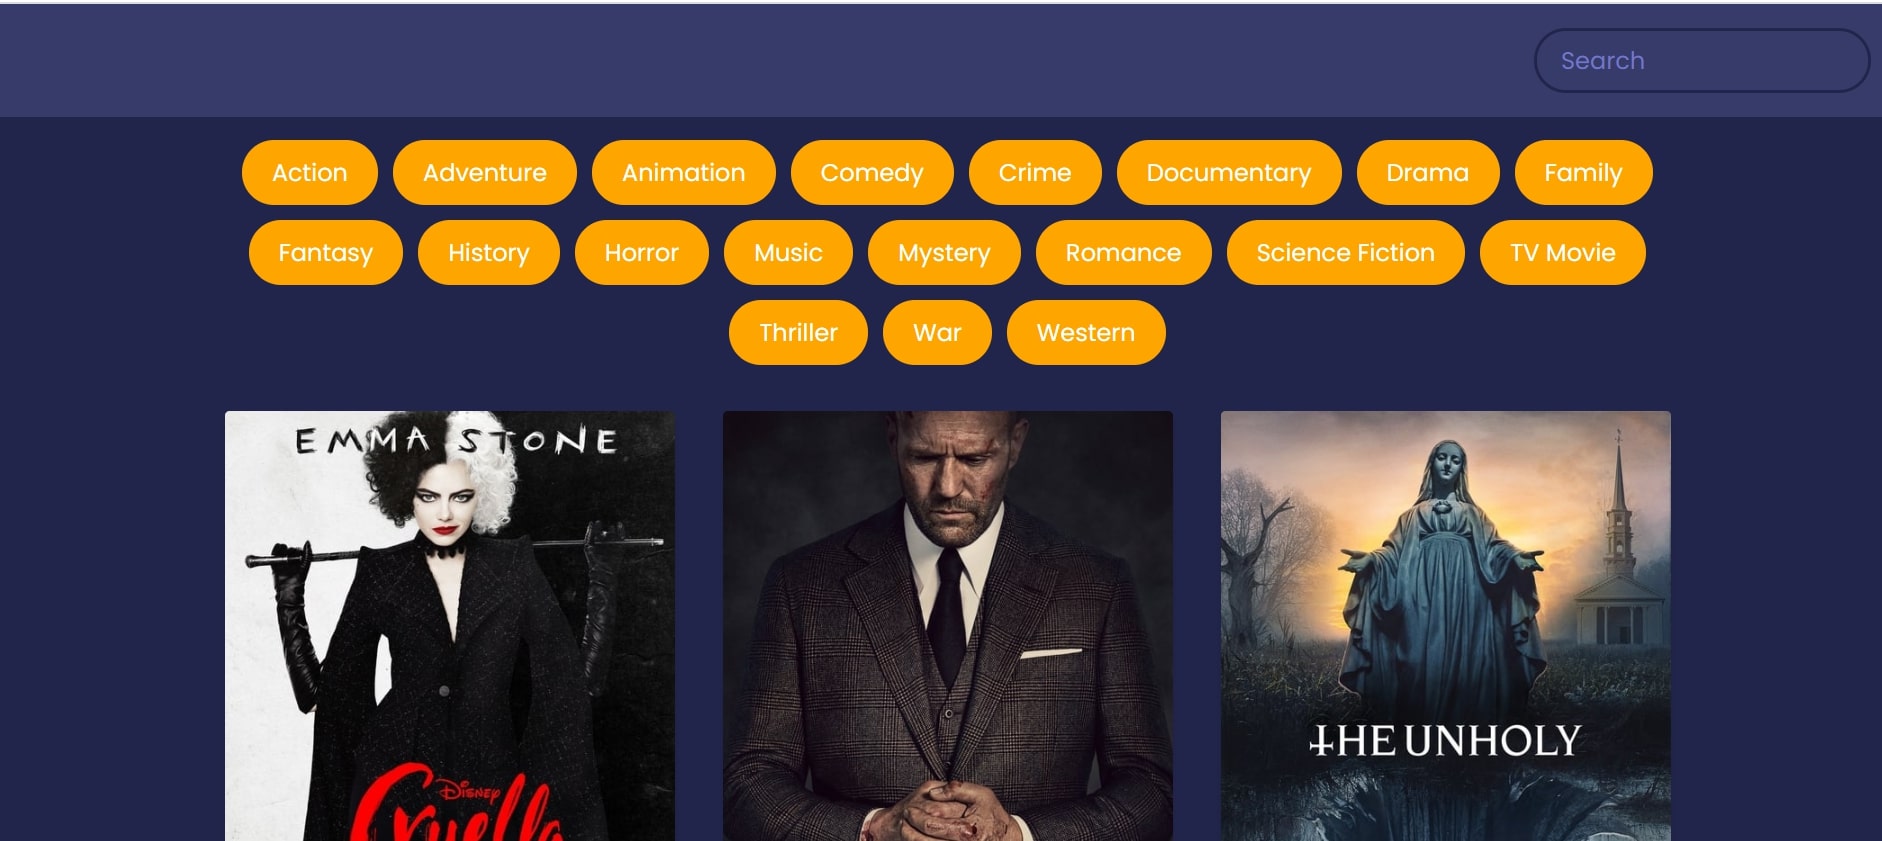 Search
Action Adventure Animation Comedy Crime Documentary Drama Family
Fantasy History Horror Music Mystery Romance Science Fiction TV Movie
Thriller War Western
EMMA STONE
DISNEY
Cruella
THE UNHOLY